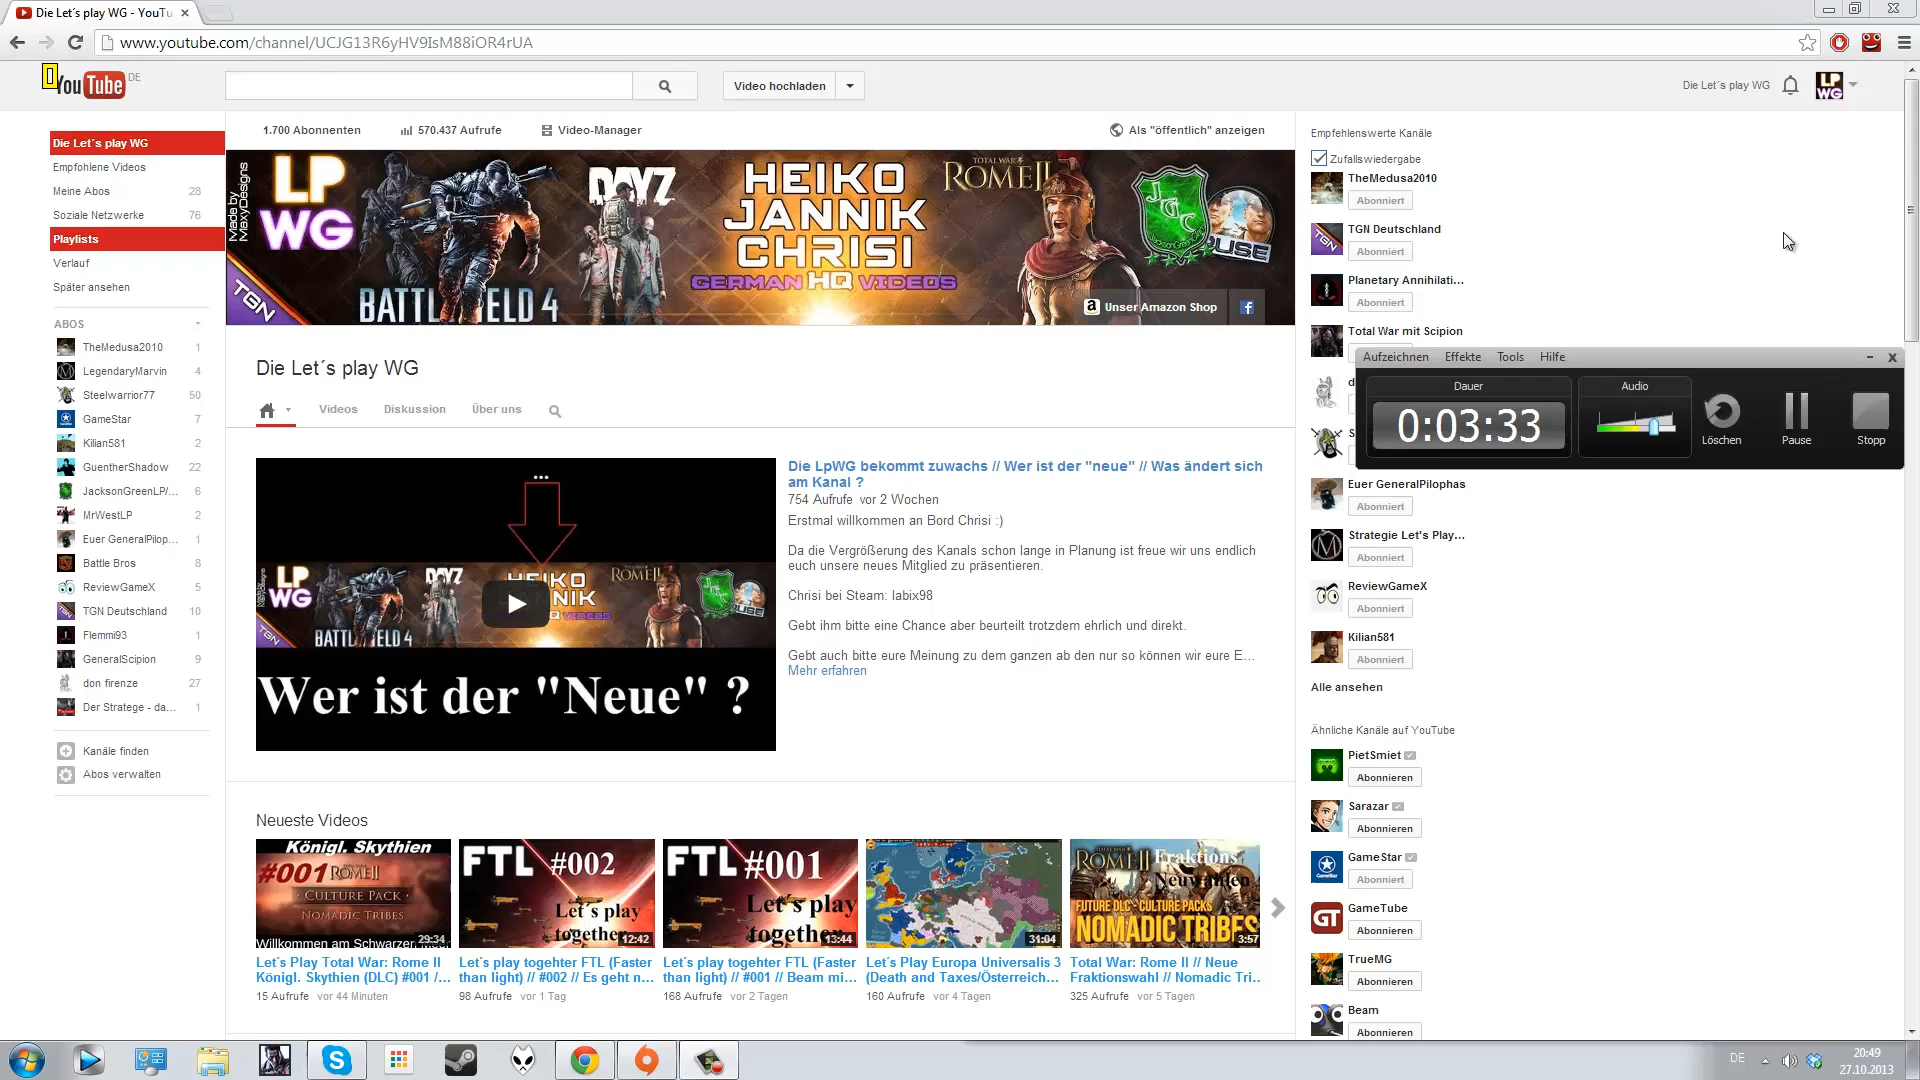 Die Let´s play WG - YouTu
www.youtube.com/channel/UCJG13R6yHV9IsM88iOR4rUA
YouTube DE
Video hochladen
Die Let´s play WG
LP WG
Die Let´s play WG
Empfohlene Videos
Meine Abos 28
Soziale Netzwerke 76
Playlists
Verlauf
Später ansehen
ABOS
TheMedusa2010 1
LegendaryMarvin 4
Steelwarrior77 50
GameStar 7
Kilian581 2
GuentherShadow 22
JacksonGreenLP/... 6
MrWestLP 2
Euer GeneralPilop... 1
Battle Bros 8
ReviewGameX 5
TGN Deutschland 10
Flemmi93 1
GeneralScipion 9
don firenze 27
Der Stratege - da... 1
Kanäle finden
Abos verwalten
1.700 Abonnenten
570.437 Aufrufe
Video-Manager
Als "öffentlich" anzeigen
Made by MaxyDesigns
LP WG
TGN
BATTLEFIELD 4
DAYZ
HEIKO
JANNIK
CHRISI
GERMAN HQ VIDEOS
TOTAL WAR
ROME II
JGC
Unser Amazon Shop
Die Let´s play WG
Videos
Diskussion
Über uns
Wer ist der "Neue" ?
Die LpWG bekommt zuwachs // Wer ist der "neue" // Was ändert sich
am Kanal ?
754 Aufrufe vor 2 Wochen
Erstmal willkommen an Bord Chrisi :)
Da die Vergrößerung des Kanals schon lange in Planung ist freue wir uns endlich
euch unsere neues Mitglied zu präsentieren.
Chrisi bei Steam: labix98
Gebt ihm bitte eine Chance aber beurteilt trotzdem ehrlich und direkt.
Gebt auch bitte eure Meinung zu dem ganzen ab den nur so können wir eure E...
Mehr erfahren
Neueste Videos
Königl. Skythien
#001 ROME II
CULTURE PACK
NOMADIC TRIBES
Willkommen am Schwarzen
29:34
Let´s Play Total War: Rome II
Königl. Skythien (DLC) #001 /...
15 Aufrufe vor 44 Minuten
FTL #002
Let´s play
together
12:42
Let´s play togehter FTL (Faster
than light) // #002 // Es geht n...
98 Aufrufe vor 1 Tag
FTL #001
Let´s play
together
13:44
Let´s play togehter FTL (Faster
than light) // #001 // Beam mi...
168 Aufrufe vor 2 Tagen
31:04
Let´s Play Europa Universalis 3
(Death and Taxes/Österreich...
160 Aufrufe vor 4 Tagen
ROME II Fraktions
Neuwahlen
FUTURE DLC - CULTURE PACKS
NOMADIC TRIBES
3:57
Total War: Rome II // Neue
Fraktionswahl // Nomadic Tri..
325 Aufrufe vor 5 Tagen
Empfehlenswerte Kanäle
Zufallswiedergabe
TheMedusa2010
Abonniert
TGN Deutschland
Abonniert
Planetary Annihilati...
Abonniert
Total War mit Scipion
Aufzeichnen Effekte Tools Hilfe
Dauer
0:03:33
Audio
Löschen
Pause
Stopp
Euer GeneralPilophas
Abonniert
Strategie Let's Play...
Abonniert
ReviewGameX
Abonniert
Kilian581
Abonniert
Alle ansehen
Ähnliche Kanäle auf YouTube
PietSmiet
Abonnieren
Sarazar
Abonnieren
GameStar
Abonniert
GameTube
Abonnieren
TrueMG
Abonnieren
Beam
Abonnieren
DE
20:49
27.10.2013